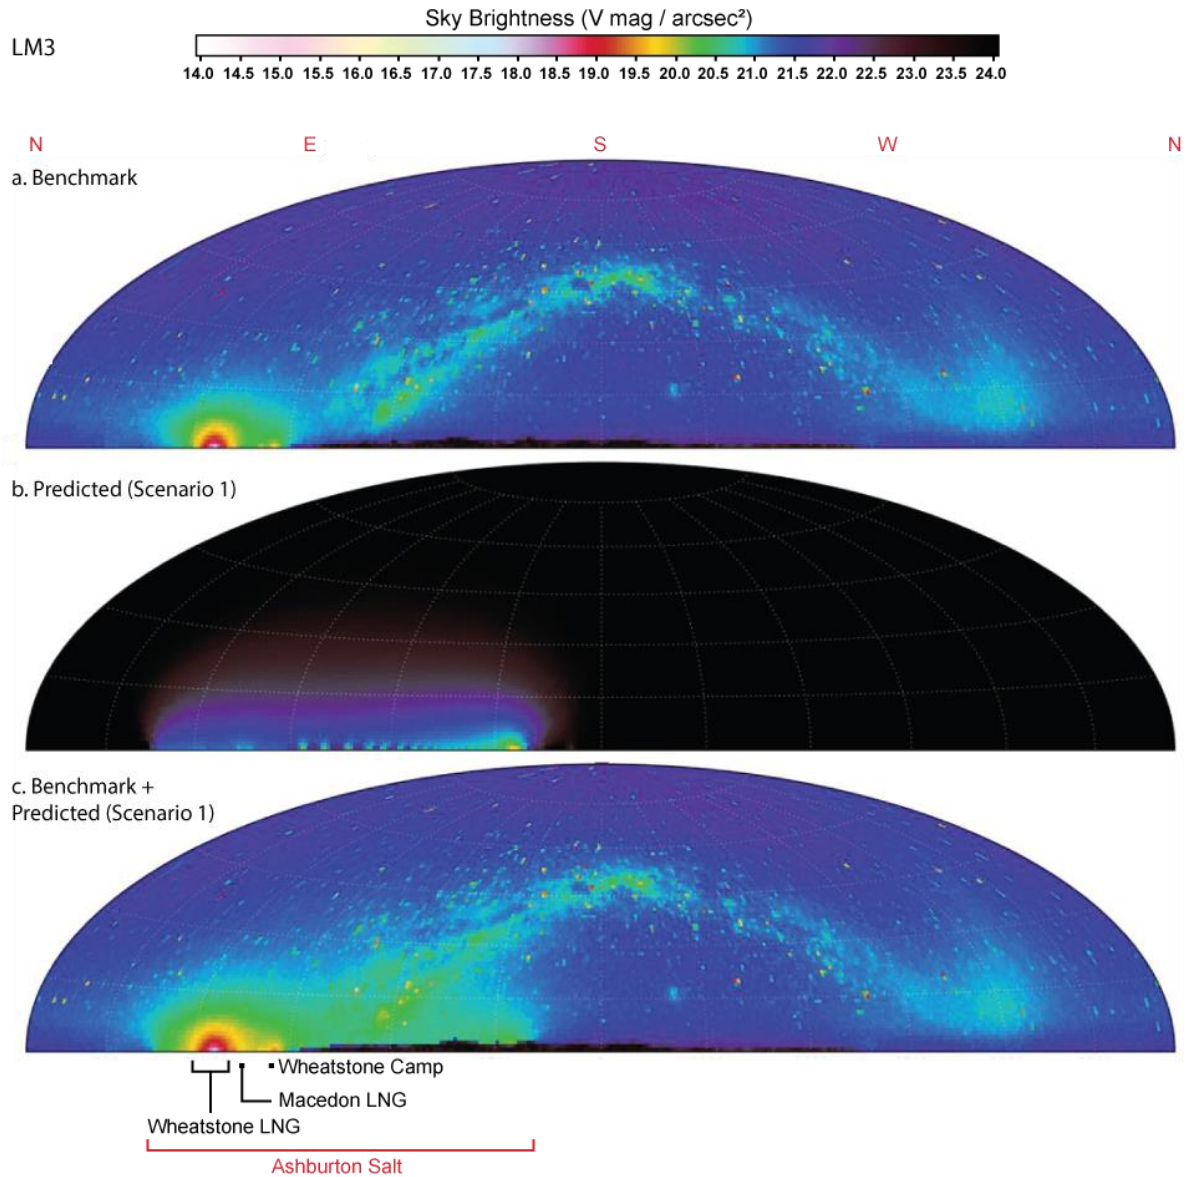 Sky Brightness (V mag / arcsec²)
LM3
14.0 14.5 15.0 15.5 16.0 16.5 17.0 17.5 18.0 18.5 19.0 19.5 20.0 20.5 21.0 21.5 22.0 22.5 23.0 23.5 24.0
N E S W N
a. Benchmark
b. Predicted (Scenario 1)
c. Benchmark +
Predicted (Scenario 1)
Wheatstone Camp
Macedon LNG
Wheatstone LNG
Ashburton Salt